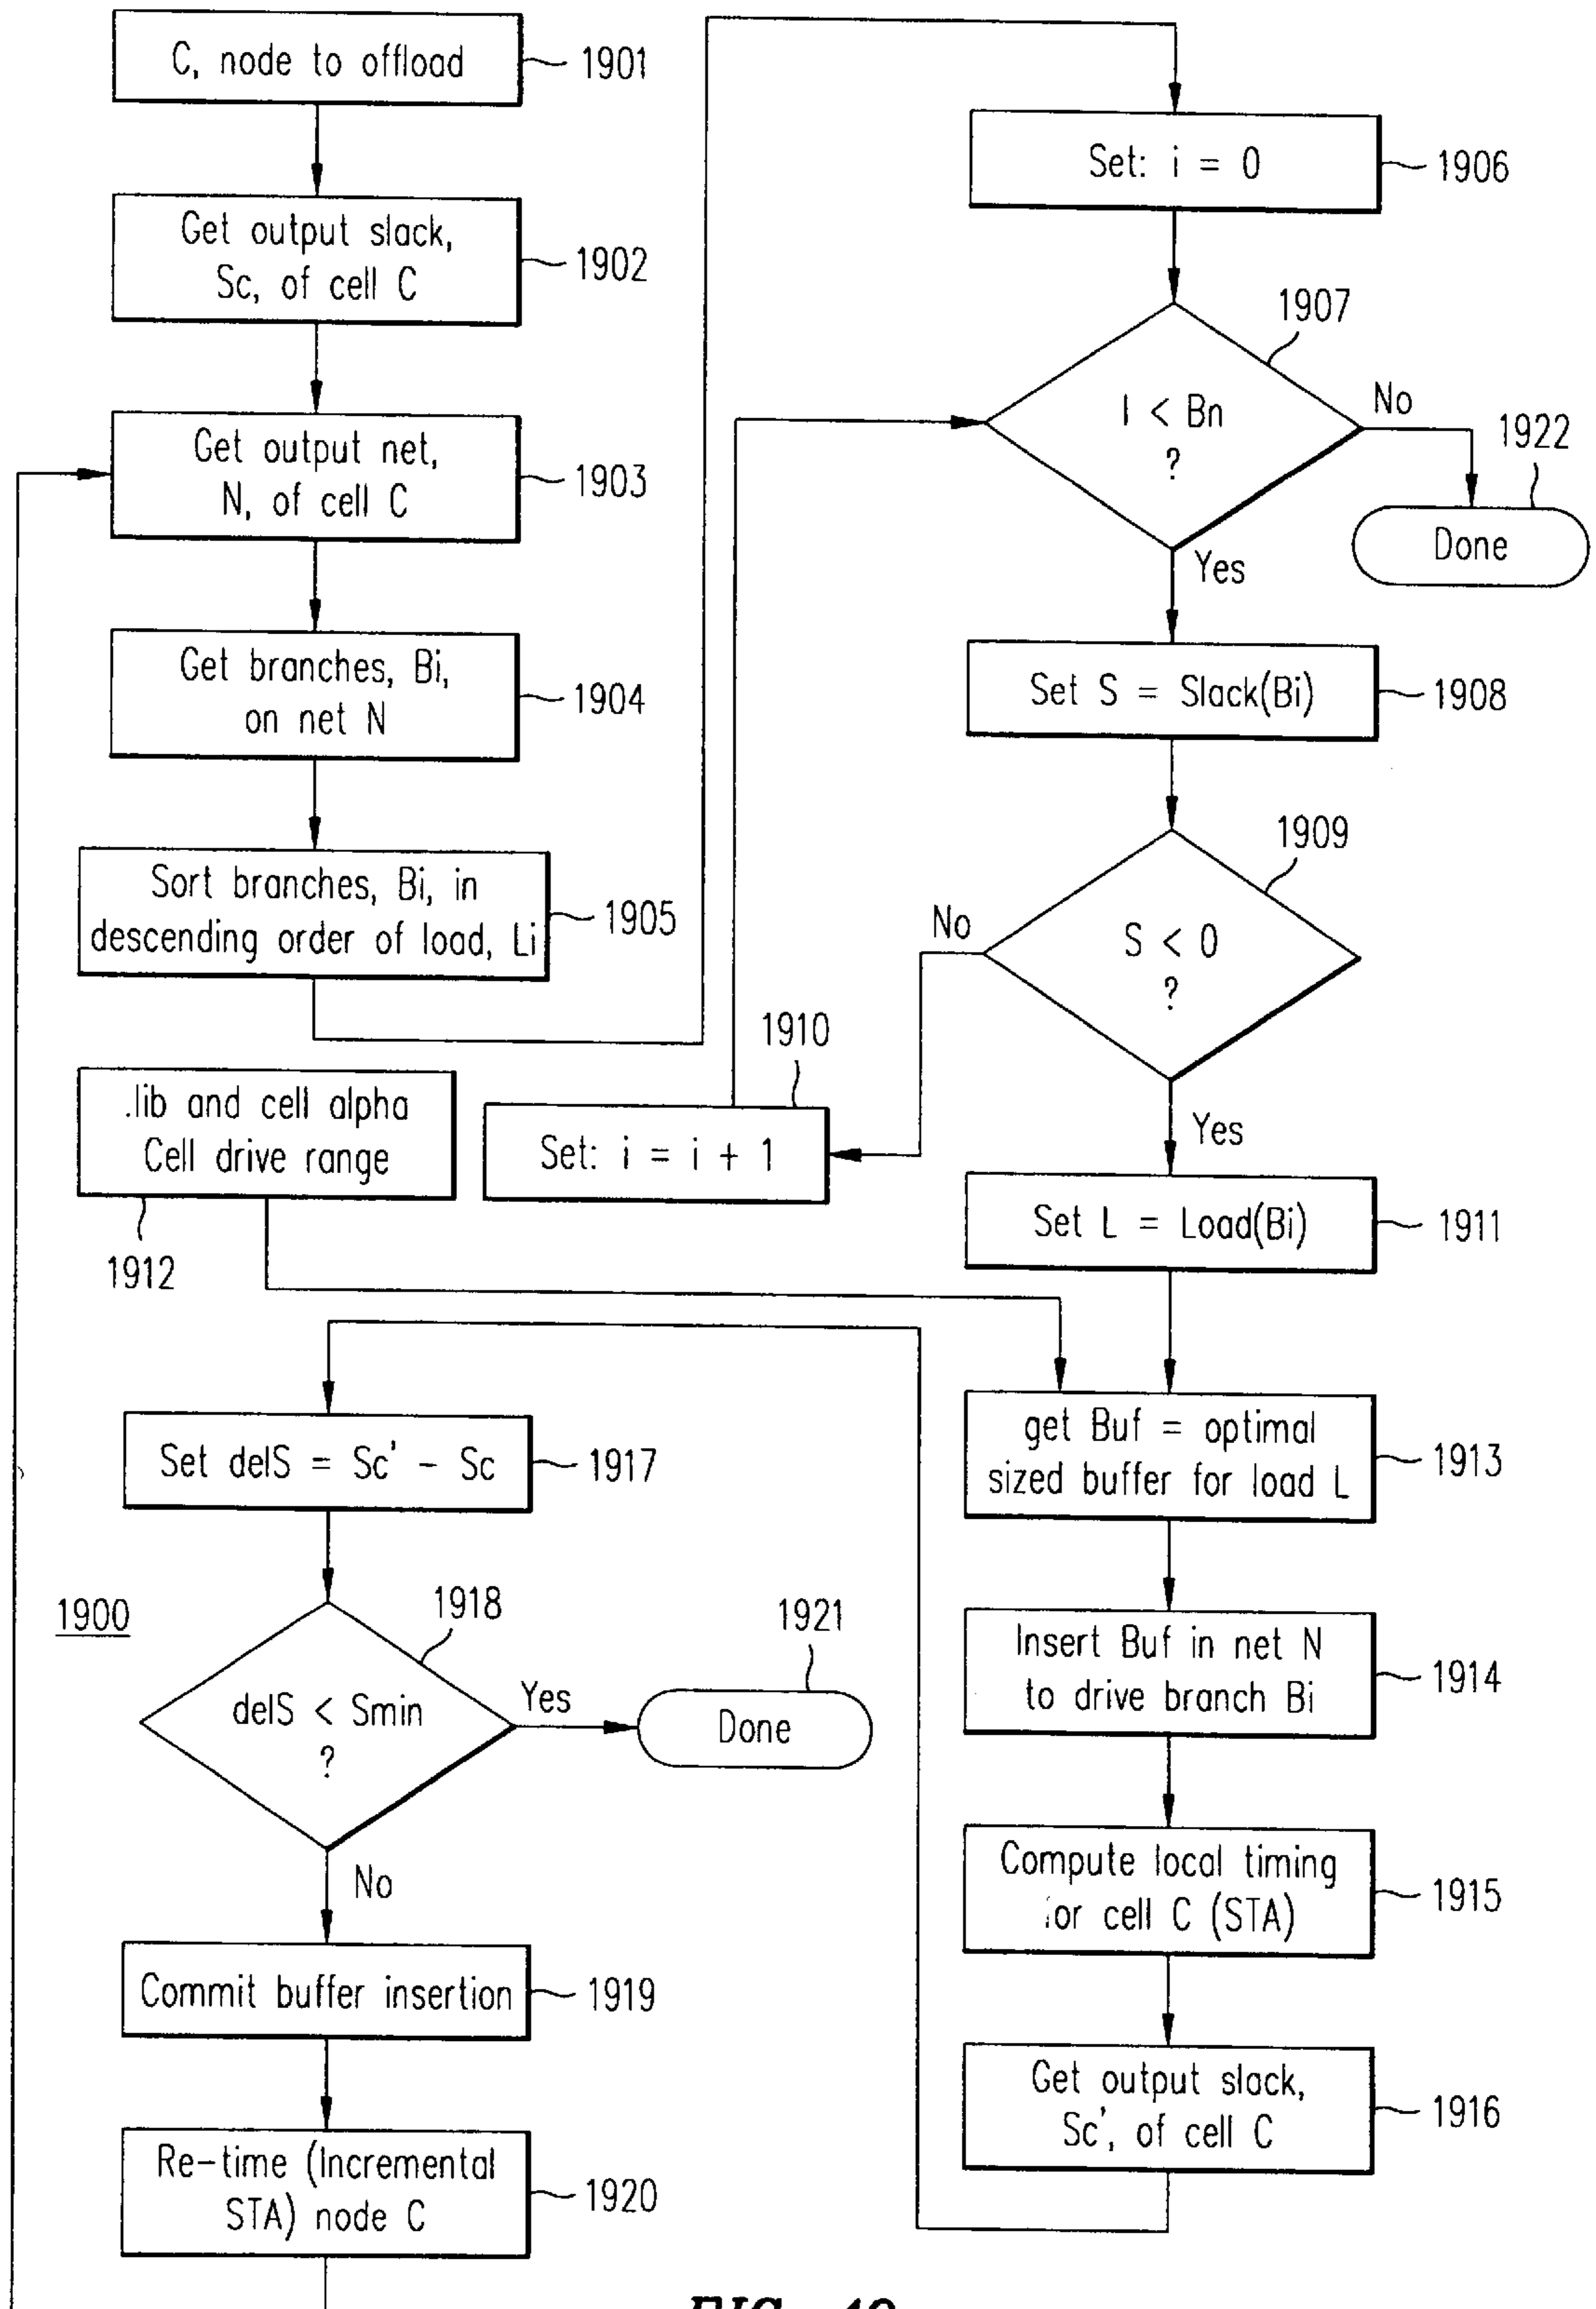 C, node to offload
1901
Get output slack,
Sc, of cell C
1902
Get output net,
N, of cell C
1903
Get branches, Bi,
on net N
1904
Sort branches, Bi, in
descending order of load, Li
1905
Set: i = 0
1906
1907
I < Bn
?
No
1922
Done
Yes
Set S = Slack(Bi)
1908
1909
S < 0
?
No
1910
Set: i = i + 1
Yes
Set L = Load(Bi)
1911
.lib and cell alpha
Cell drive range
1912
get Buf = optimal
sized buffer for load L
1913
Insert Buf in net N
to drive branch Bi
1914
Compute local timing
for cell C (STA)
1915
Get output slack,
Sc', of cell C
1916
Set delS = Sc' - Sc
1917
1900
1918
delS < Smin
?
Yes
1921
Done
No
Commit buffer insertion
1919
Re-time (Incremental
STA) node C
1920